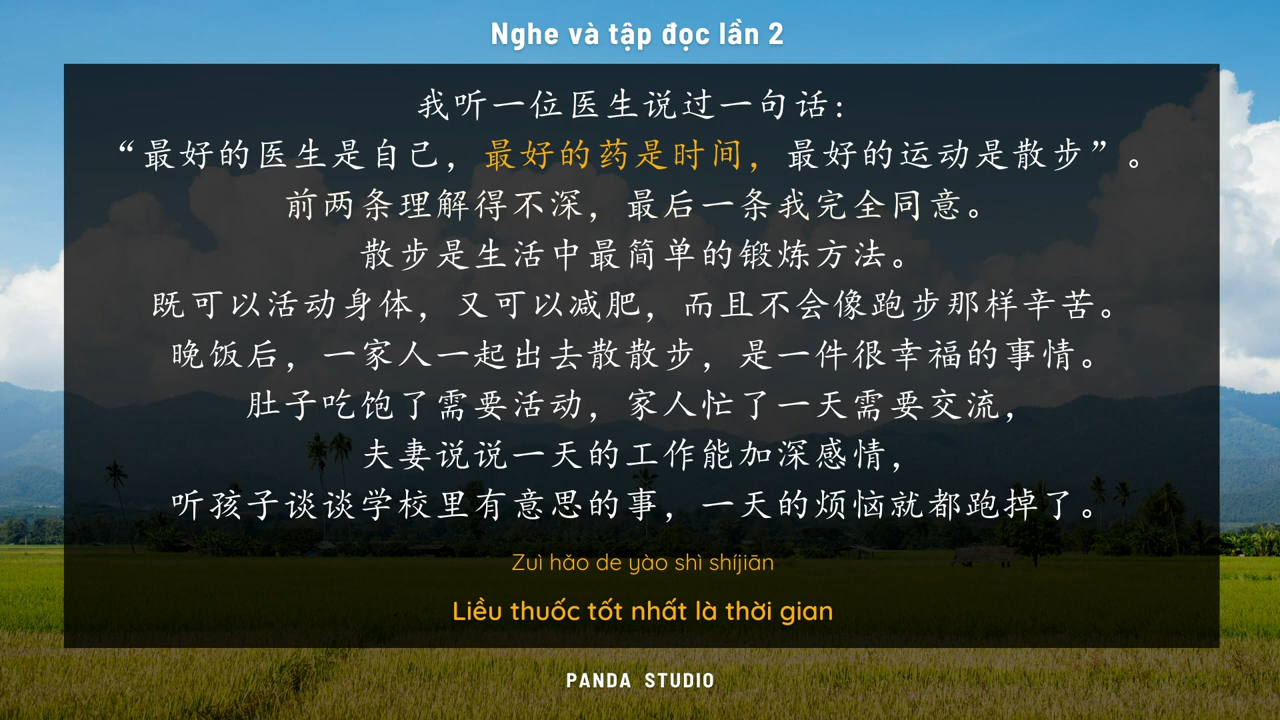 Nghe và tập đọc lần 2
我听一位医生说过一句话：
“最好的医生是自己，最好的药是时间，最好的运动是散步”。
前两条理解得不深，最后一条我完全同意。
散步是生活中最简单的锻炼方法。
既可以活动身体，又可以减肥，而且不会像跑步那样辛苦。
晚饭后，一家人一起出去散散步，是一件很幸福的事情。
肚子吃饱了需要活动，家人忙了一天需要交流，
夫妻说说一天的工作能加深感情，
听孩子谈谈学校里有意思的事，一天的烦恼就都跑掉了。
Zuì hǎo de yào shì shíjiān
Liều thuốc tốt nhất là thời gian
PANDA STUDIO